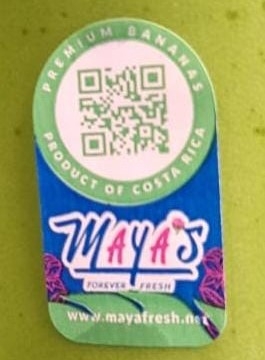 PREMIUM BANANAS
PRODUCT OF COSTA RICA
MAYA'S
FOREVER FRESH
www.mayafresh.net